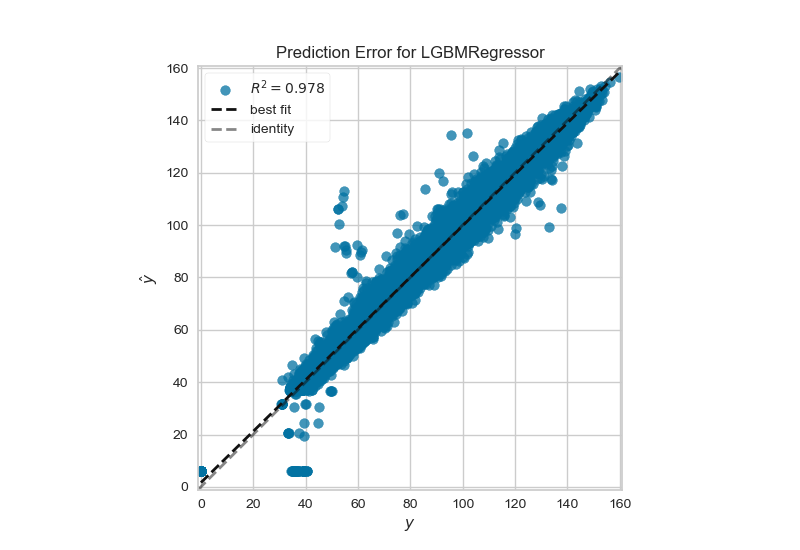 Prediction Error for LGBMRegressor
R² = 0.978
best fit
identity
160
140
120
100
80
60
40
20
0
ŷ
0 20 40 60 80 100 120 140 160
y